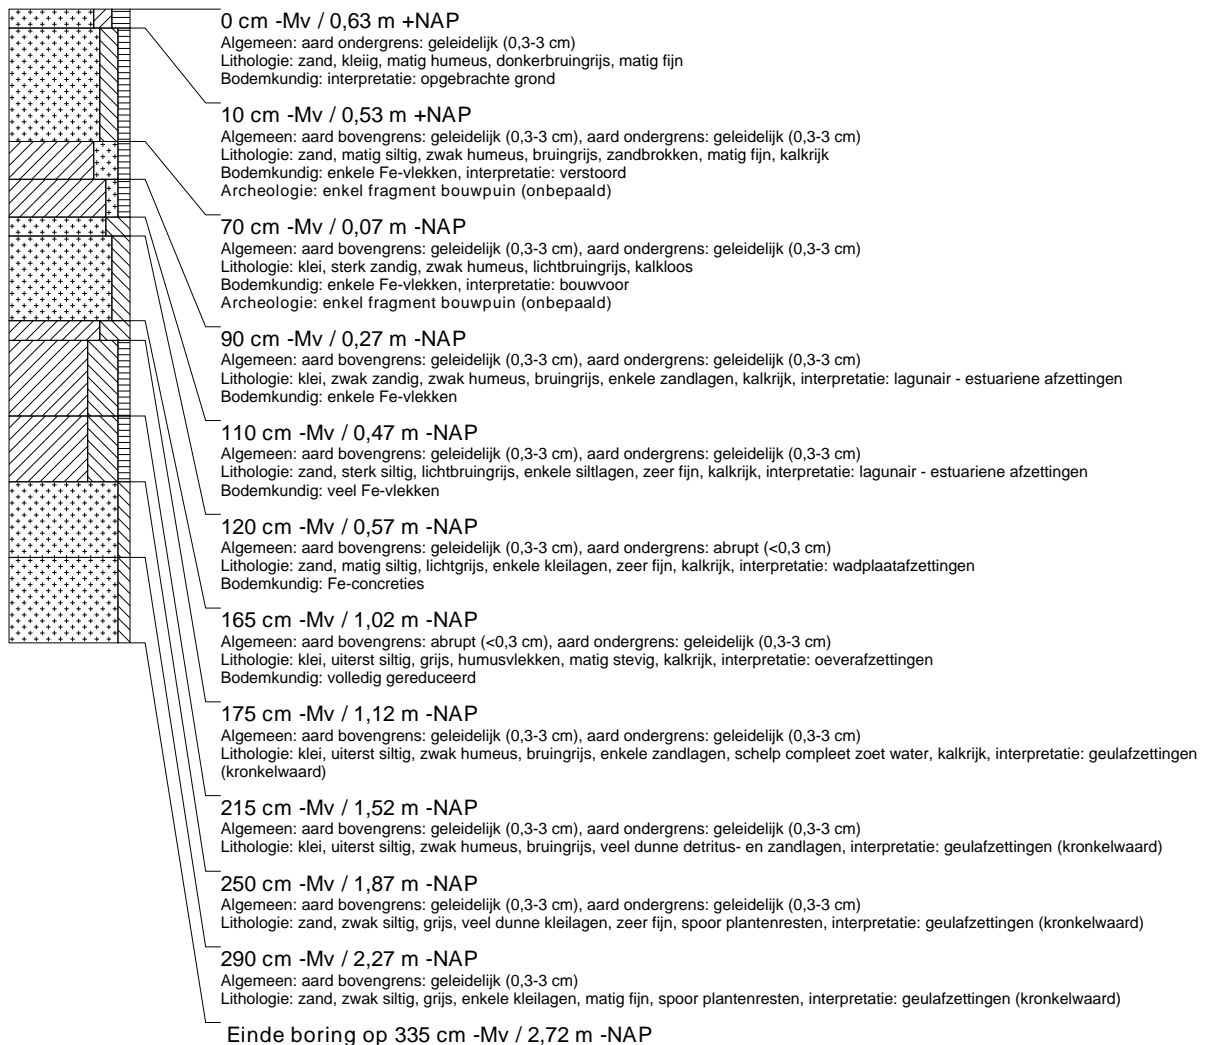 0 cm -Mv / 0,63 m +NAP
Algemeen: aard ondergrens: geleidelijk (0,3-3 cm)
Lithologie: zand, kleiig, matig humeus, donkerbruingrijs, matig fijn
Bodemkundig: interpretatie: opgebrachte grond
10 cm -Mv / 0,53 m +NAP
Algemeen: aard bovengrens: geleidelijk (0,3-3 cm), aard ondergrens: geleidelijk (0,3-3 cm)
Lithologie: zand, matig siltig, zwak humeus, bruingrijs, zandbrokken, matig fijn, kalkrijk
Bodemkundig: enkele Fe-vlekken, interpretatie: verstoord
Archeologie: enkel fragment bouwpuin (onbepaald)
70 cm -Mv / 0,07 m -NAP
Algemeen: aard bovengrens: geleidelijk (0,3-3 cm), aard ondergrens: geleidelijk (0,3-3 cm)
Lithologie: klei, sterk zandig, zwak humeus, lichtbruingrijs, kalkloos
Bodemkundig: enkele Fe-vlekken, interpretatie: bouwvoor
Archeologie: enkel fragment bouwpuin (onbepaald)
90 cm -Mv / 0,27 m -NAP
Algemeen: aard bovengrens: geleidelijk (0,3-3 cm), aard ondergrens: geleidelijk (0,3-3 cm)
Lithologie: klei, zwak zandig, zwak humeus, bruingrijs, enkele zandlagen, kalkrijk, interpretatie: lagunair - estuariene afzettingen
Bodemkundig: enkele Fe-vlekken
110 cm -Mv / 0,47 m -NAP
Algemeen: aard bovengrens: geleidelijk (0,3-3 cm), aard ondergrens: geleidelijk (0,3-3 cm)
Lithologie: zand, sterk siltig, lichtbruingrijs, enkele siltlagen, zeer fijn, kalkrijk, interpretatie: lagunair - estuariene afzettingen
Bodemkundig: veel Fe-vlekken
120 cm -Mv / 0,57 m -NAP
Algemeen: aard bovengrens: geleidelijk (0,3-3 cm), aard ondergrens: abrupt (<0,3 cm)
Lithologie: zand, matig siltig, lichtgrijs, enkele kleilagen, zeer fijn, kalkrijk, interpretatie: wadplaatafzettingen
Bodemkundig: Fe-concreties
165 cm -Mv / 1,02 m -NAP
Algemeen: aard bovengrens: abrupt (<0,3 cm), aard ondergrens: geleidelijk (0,3-3 cm)
Lithologie: klei, uiterst siltig, grijs, humusvlekken, matig stevig, kalkrijk, interpretatie: oeverafzettingen
Bodemkundig: volledig gereduceerd
175 cm -Mv / 1,12 m -NAP
Algemeen: aard bovengrens: geleidelijk (0,3-3 cm), aard ondergrens: geleidelijk (0,3-3 cm)
Lithologie: klei, uiterst siltig, zwak humeus, bruingrijs, enkele zandlagen, schelp compleet zoet water, kalkrijk, interpretatie: geulafzettingen
(kronkelwaard)
215 cm -Mv / 1,52 m -NAP
Algemeen: aard bovengrens: geleidelijk (0,3-3 cm), aard ondergrens: geleidelijk (0,3-3 cm)
Lithologie: klei, uiterst siltig, zwak humeus, bruingrijs, veel dunne detritus- en zandlagen, interpretatie: geulafzettingen (kronkelwaard)
250 cm -Mv / 1,87 m -NAP
Algemeen: aard bovengrens: geleidelijk (0,3-3 cm), aard ondergrens: geleidelijk (0,3-3 cm)
Lithologie: zand, zwak siltig, grijs, veel dunne kleilagen, zeer fijn, spoor plantenresten, interpretatie: geulafzettingen (kronkelwaard)
290 cm -Mv / 2,27 m -NAP
Algemeen: aard bovengrens: geleidelijk (0,3-3 cm)
Lithologie: zand, zwak siltig, grijs, enkele kleilagen, matig fijn, spoor plantenresten, interpretatie: geulafzettingen (kronkelwaard)
Einde boring op 335 cm -Mv / 2,72 m -NAP